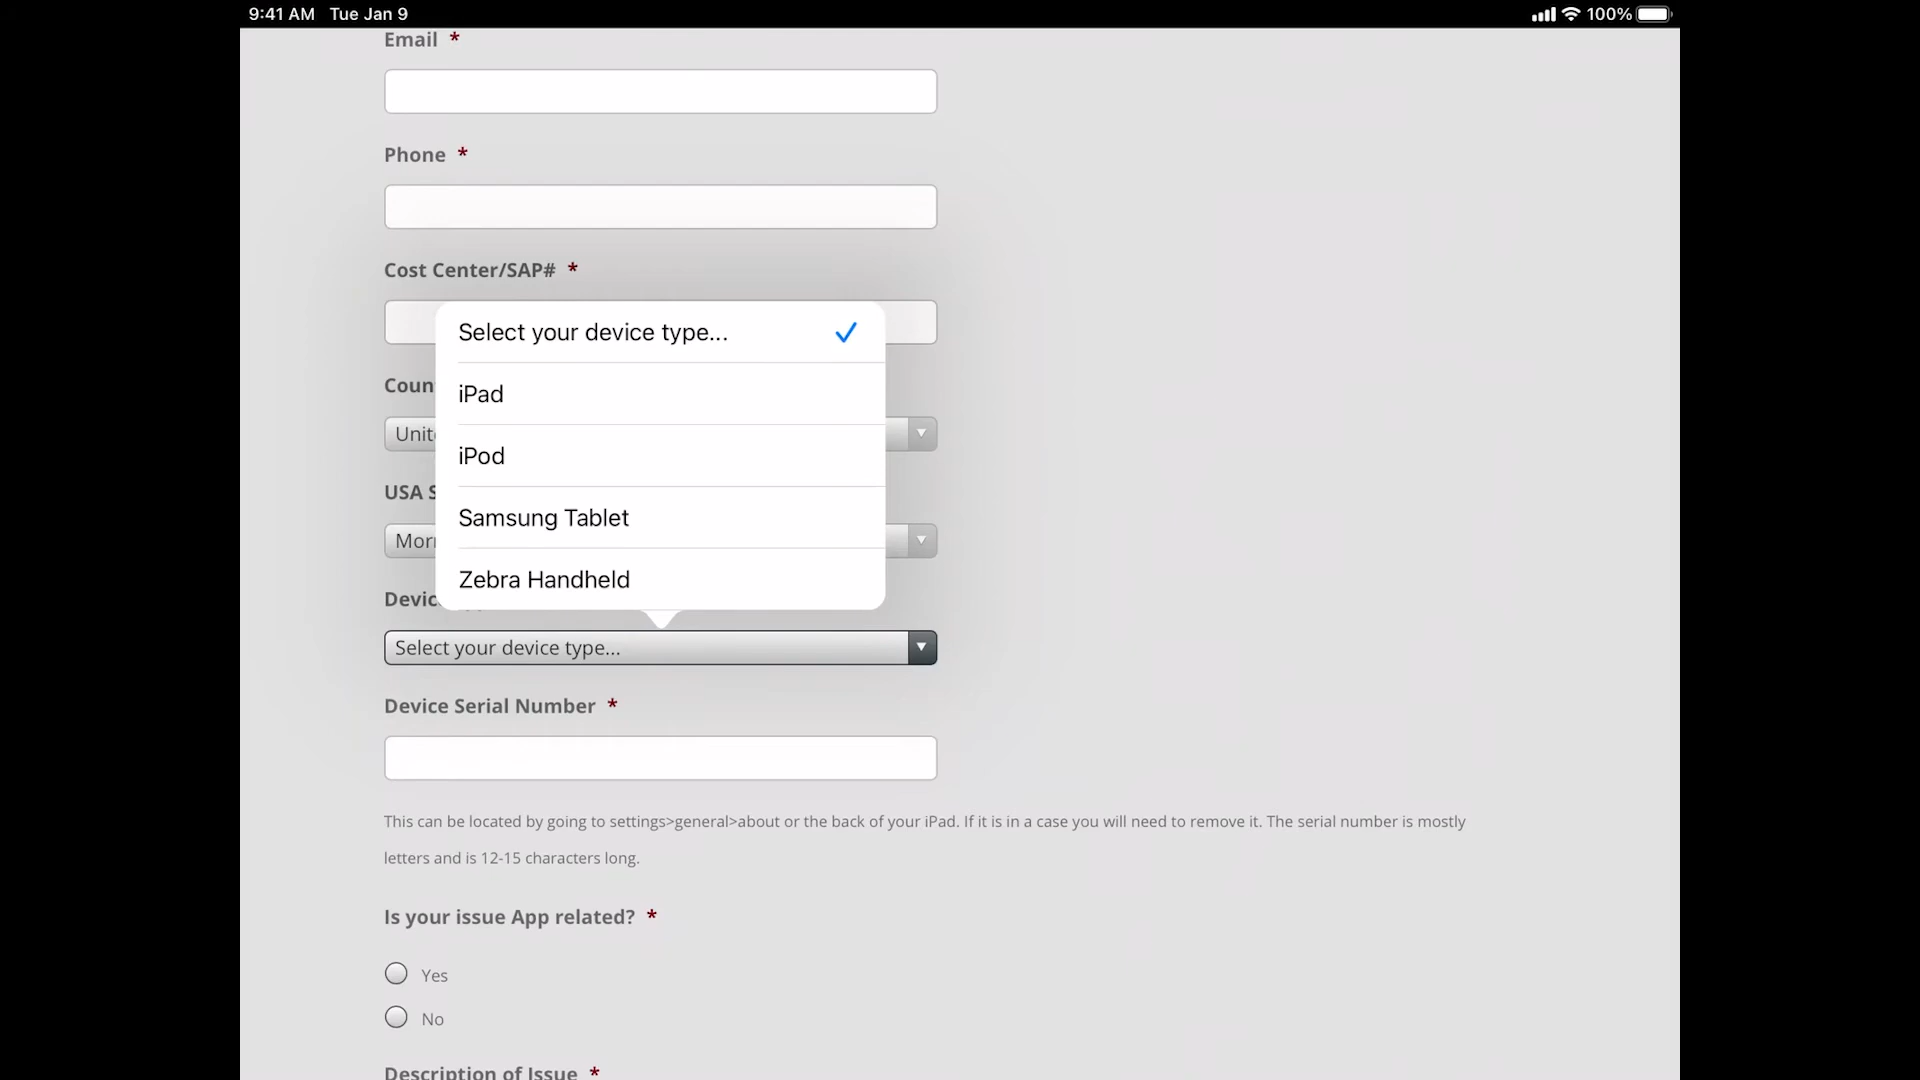 9:41 AM Tue Jan 9 100%
Email *
Phone *
Cost Center/SAP# *
Select your device type...
iPad
Coun
iPod
Unit
USA S
Samsung Tablet
Mor
Zebra Handheld
Devic
Select your device type...
Device Serial Number *
This can be located by going to settings>general>about or the back of your iPad. If it is in a case you will need to remove it. The serial number is mostly
letters and is 12-15 characters long.
Is your issue App related? *
Yes
No
Description of Issue *